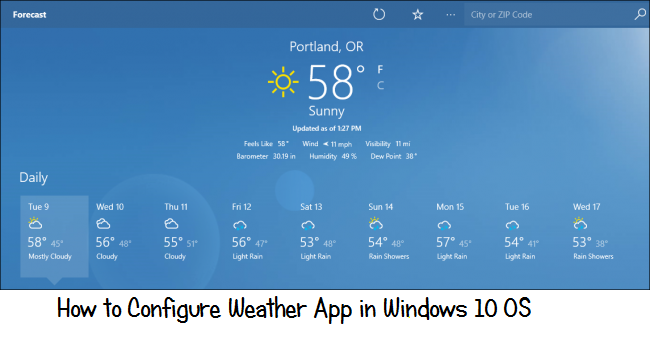 Forecast
City or ZIP Code
Portland, OR
58° F
C
Sunny
Updated as of 1:27 PM
Feels Like 58° Wind 11 mph Visibility 11 mi
Barometer 30.19 in Humidity 49 % Dew Point 38°
Daily
Tue 9 Wed 10 Thu 11 Fri 12 Sat 13 Sun 14 Mon 15 Tue 16 Wed 17
58° 45° 56° 48° 55° 51° 56° 47° 53° 48° 54° 48° 57° 45° 54° 41° 53° 38°
Mostly Cloudy Cloudy Cloudy Light Rain Light Rain Rain Showers Light Rain Light Rain Rain Showers
How to Configure Weather App in Windows 10 OS